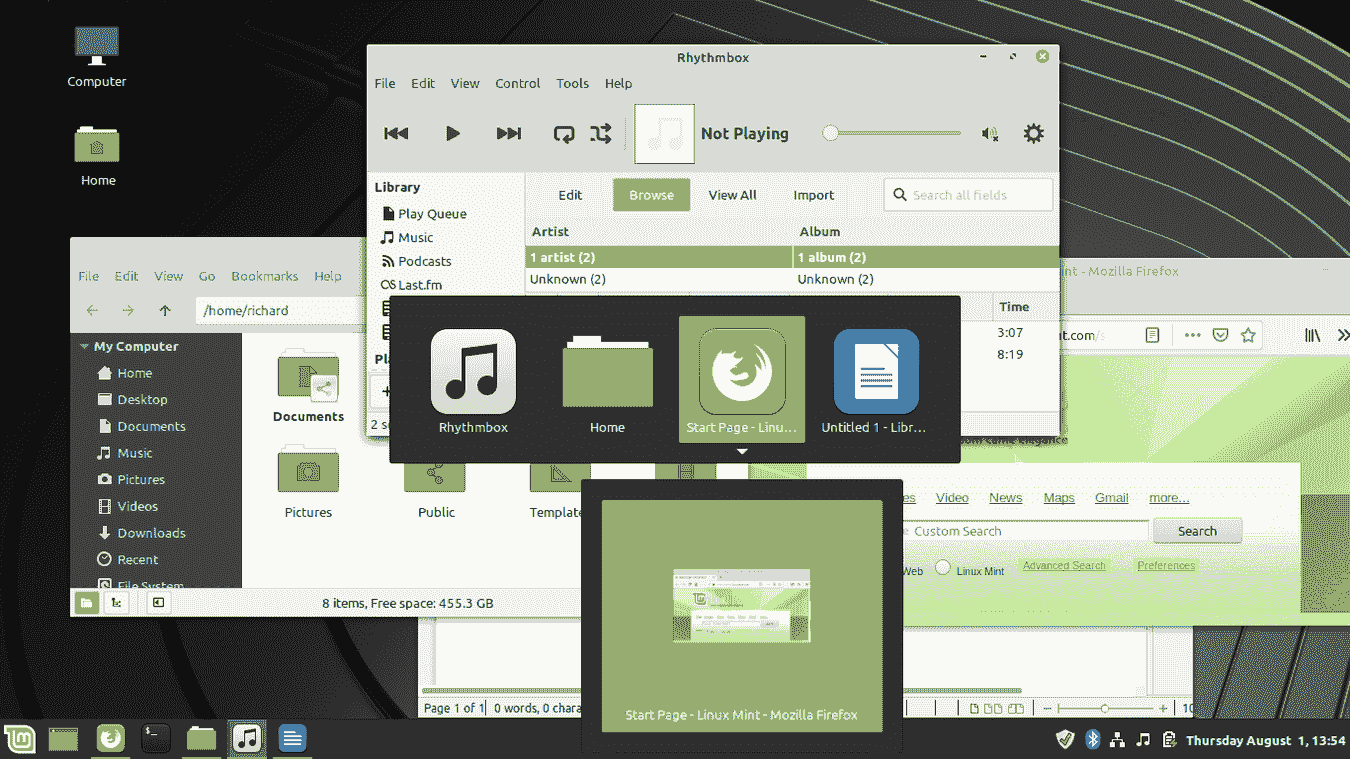 Computer
Home
Rhythmbox
File Edit View Control Tools Help
Not Playing
Library
Play Queue
Music
Podcasts
Last.fm
Edit Browse View All Import
Search all fields
Artist Album
1 artist (2) 1 album (2)
Unknown (2) Unknown (2)
Time
3:07
8:19
File Edit View Go Bookmarks Help
/home/richard
My Computer
Home
Desktop
Documents
Music
Pictures
Videos
Downloads
Recent
File System
Documents
Pictures
Public
8 items, Free space: 455.3 GB
- Mozilla Firefox
Rhythmbox
Home
Start Page - Linu...
Untitled 1 - Libr...
Video News Maps Gmail more...
Custom Search
Search
Web Linux Mint Advanced Search Preferences
Start Page - Linux Mint - Mozilla Firefox
Page 1 of 1 0 words, 0 chara
Thursday August 1, 13:54